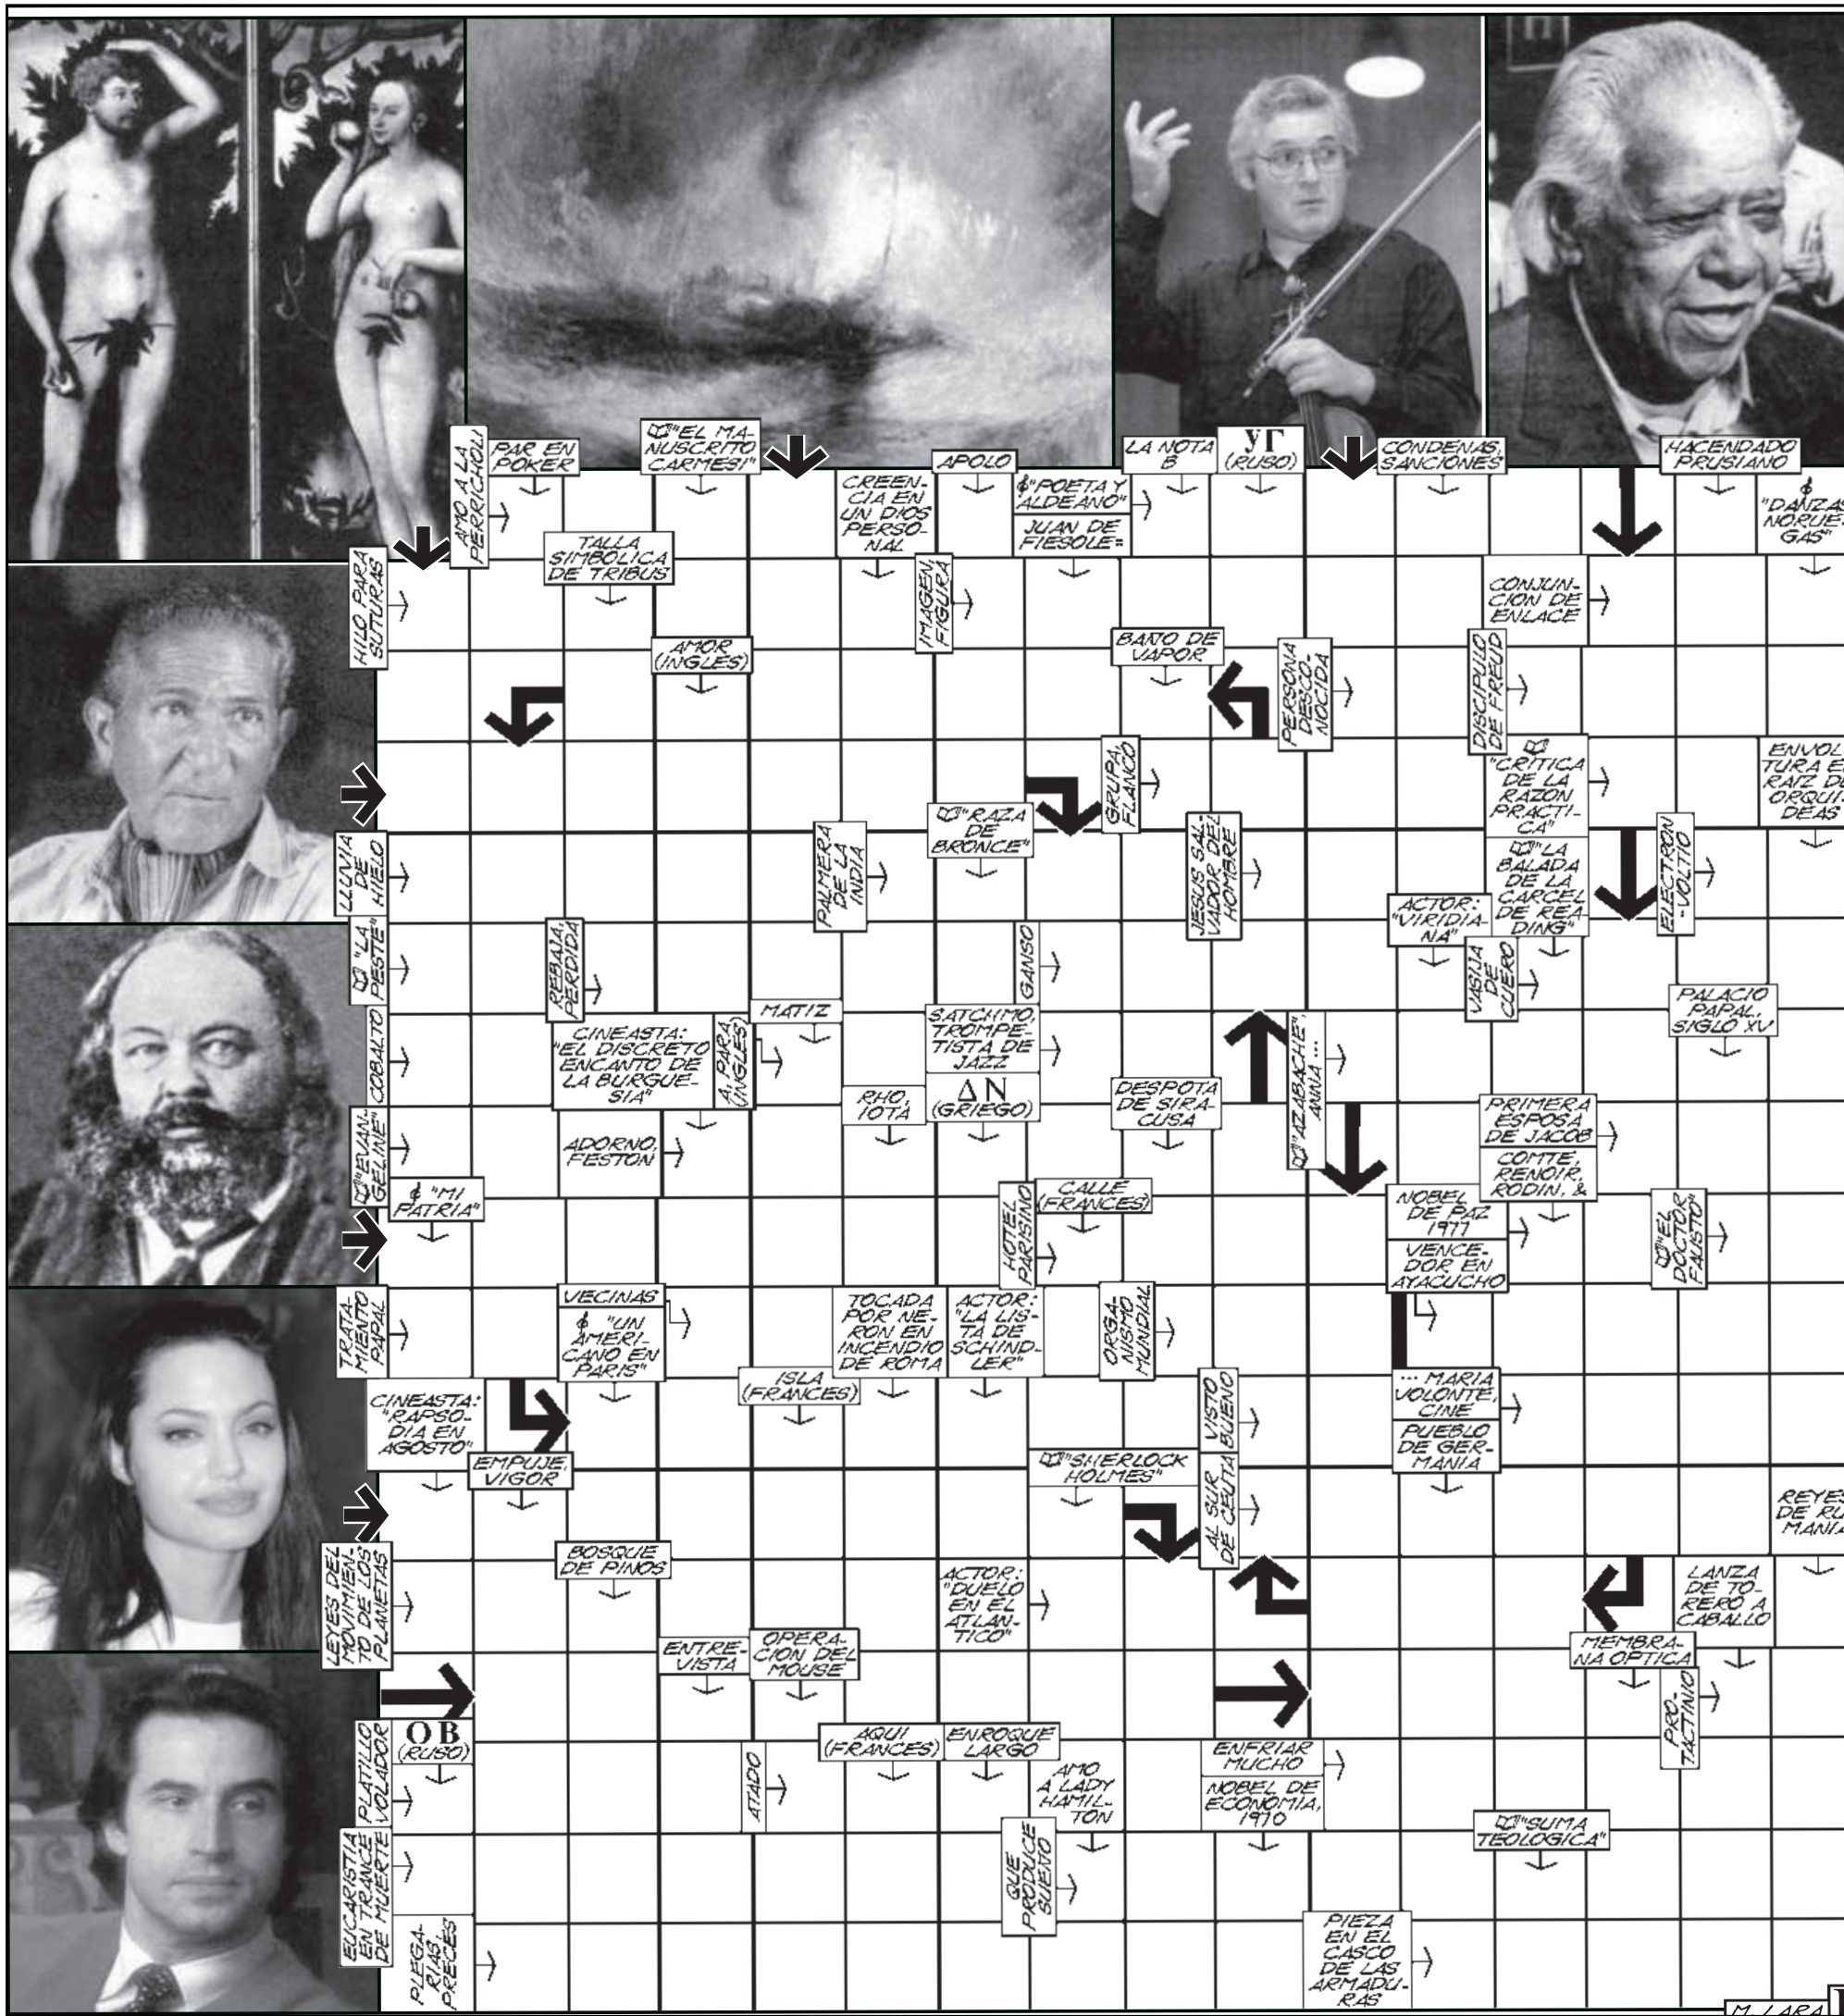 AMO A LA
PERRICHOLI
PAR EN
POKER
"EL MA-
NUSCRITO
CARMESI"
APOLO
LA NOTA
B
УГ
(RUSO)
CONDENAS,
SANCIONES
HACENDADO
PRUSIANO
CREEN-
CIA EN
UN DIOS
PERSO-
NAL
"POETA Y
ALDEANO"
JUAN DE
FIESOLE=
"DANZAS
NORUE-
GAS"
HILO PARA
SUTURAS
TALLA
SIMBOLICA
DE TRIBUS
IMAGEN,
FIGURA
CONJUN-
CION DE
ENLACE
AMOR
(INGLES)
BAÑO DE
VAPOR
PERSONA
DESCO-
NOCIDA
DISCIPULO
DE FREUD
GRUPA,
FLANCO
"CRITICA
DE LA
RAZON
PRACTI-
CA"
ENVOL
TURA E
RAIZ DE
ORQUI-
DEAS
LLUVIA
DE
HIELO
PALMERA
DE LA
INDIA
"RAZA
DE
BRONCE"
JESUS SAL-
VADOR DEL
HOMBRE
"LA
BALADA
DE LA
CARCEL
DE REA-
DING"
ELECTRON
-VOLTIO
ACTOR:
"VIRIDIA-
NA"
"LA
PESTE"
REBAJA,
PERDIDA
GANSO
VASIJA
DE
CUERO
PALACIO
PAPAL,
SIGLO XV
COBALTO
CINEASTA:
"EL DISCRETO
ENCANTO DE
LA BURGUE-
SIA"
A, PARA
(INGLES)
MATIZ
SATCHMO,
TROMPE-
TISTA DE
JAZZ
ΔΝ
(GRIEGO)
RHO,
IOTA
DESPOTA
DE SIRA-
CUSA
"AZABACHE",
ANNA ...
"EVAN-
GELINE"
ADORNO,
FESTON
PRIMERA
ESPOSA
DE JACOB
COMTE,
RENOIR,
RODIN, &
"MI
PATRIA"
HOTEL
PARISINO
CALLE
(FRANCES)
NOBEL
DE PAZ
1977
VENCE-
DOR EN
AYACUCHO
"EL
DOCTOR
FAUSTO"
TRATA-
MIENTO
PAPAL
VECINAS
"UN
AMERI-
CANO EN
PARIS"
TOCADA
POR NE-
RON EN
INCENDIO
DE ROMA
ACTOR:
"LA LIS-
TA DE
SCHIND-
LER"
ORGA-
NISMO
MUNDIAL
CINEASTA:
"RAPSO-
DIA EN
AGOSTO"
ISLA
(FRANCES)
VISTO
BUENO
... MARIA
VOLONTE,
CINE
PUEBLO
DE GER-
MANIA
EMPUJE,
VIGOR
"SHERLOCK
HOLMES"
AL SUR
DE CEUTA
REYES
DE RU
MANIA
LEYES DEL
MOVIMIEN-
TO DE LOS
PLANETAS
BOSQUE
DE PINOS
ACTOR:
"DUELO
EN EL
ATLAN-
TICO"
LANZA
DE TO-
RERO A
CABALLO
ENTRE-
VISTA
OPERA-
CION DEL
MOUSE
MEMBRA-
NA OPTICA
PRO-
TACTINIO
PLATILLO
VOLADOR
ОВ
(RUSO)
ATADO
AQUI
(FRANCES)
ENROQUE
LARGO
AMO
A LADY
HAMIL-
TON
ENFRIAR
MUCHO
NOBEL DE
ECONOMIA,
1970
"SUMA
TEOLOGICA"
EUCARISTIA
EN TRANCE
DE MUERTE
QUE
PRODUCE
SUEÑO
PLEGA-
RIAS,
PRECES
PIEZA
EN EL
CASCO
DE LAS
ARMADU-
RAS
M. LARA